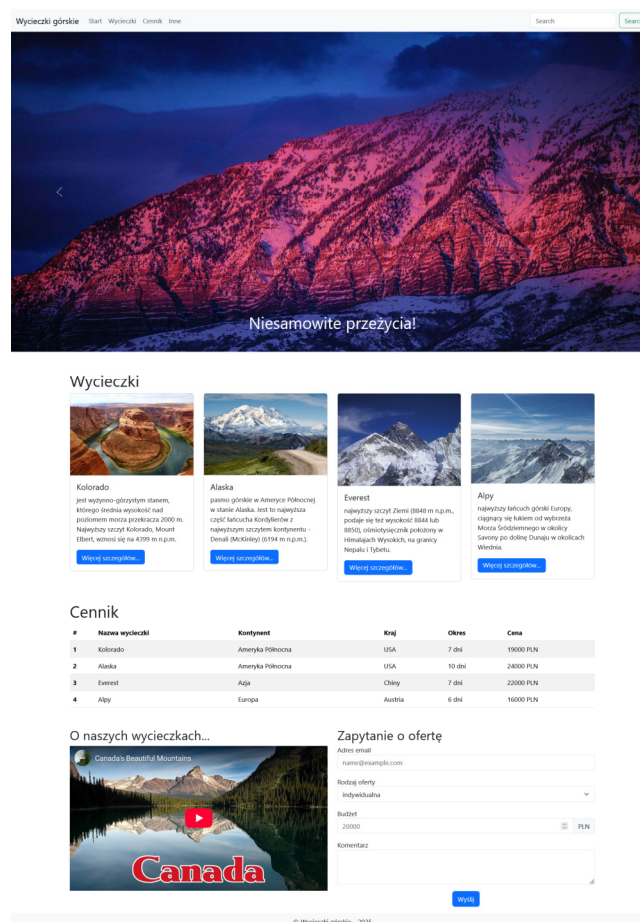 Wycieczki górskie Start Wycieczki Cennik Inne Search Searc
Niesamowite przeżycia!
Wycieczki
Kolorado
jest wyżynno-górzystym stanem,
którego średnia wysokość nad
poziomem morza przekracza 2000 m.
Najwyższy szczyt Kolorado, Mount
Elbert, wznosi się na 4399 m n.p.m.
Więcej szczegółów...
Alaska
pasmo górskie w Ameryce Północnej
w stanie Alaska. Jest to najwyższa
część łańcucha Kordylierów z
najwyższym szczytem kontynentu –
Denali (McKinley) (6194 m n.p.m.).
Więcej szczegółów...
Everest
najwyższy szczyt Ziemi (8848 m n.p.m.,
podaje się też wysokość 8844 lub
8850), ośmiotysięcznik położony w
Himalajach Wysokich, na granicy
Nepalu i Tybetu.
Więcej szczegółów...
Alpy
najwyższy łańcuch górski Europy,
ciągnący się łukiem od wybrzeża
Morza Śródziemnego w okolicy
Savony po dolinę Dunaju w okolicach
Wiednia.
Więcej szczegółów...
Cennik
# Nazwa wycieczki Kontynent Kraj Okres Cena
1 Kolorado Ameryka Północna USA 7 dni 19000 PLN
2 Alaska Ameryka Północna USA 10 dni 24000 PLN
3 Everest Azja Chiny 7 dni 22000 PLN
4 Alpy Europa Austria 6 dni 16000 PLN
O naszych wycieczkach...
Canada's Beautiful Mountains
Canada
Zapytanie o ofertę
Adres email
name@example.com
Rodzaj oferty
indywidualna
Budżet
20000 PLN
Komentarz
Wyślij
© Wycieczki górskie - 2025